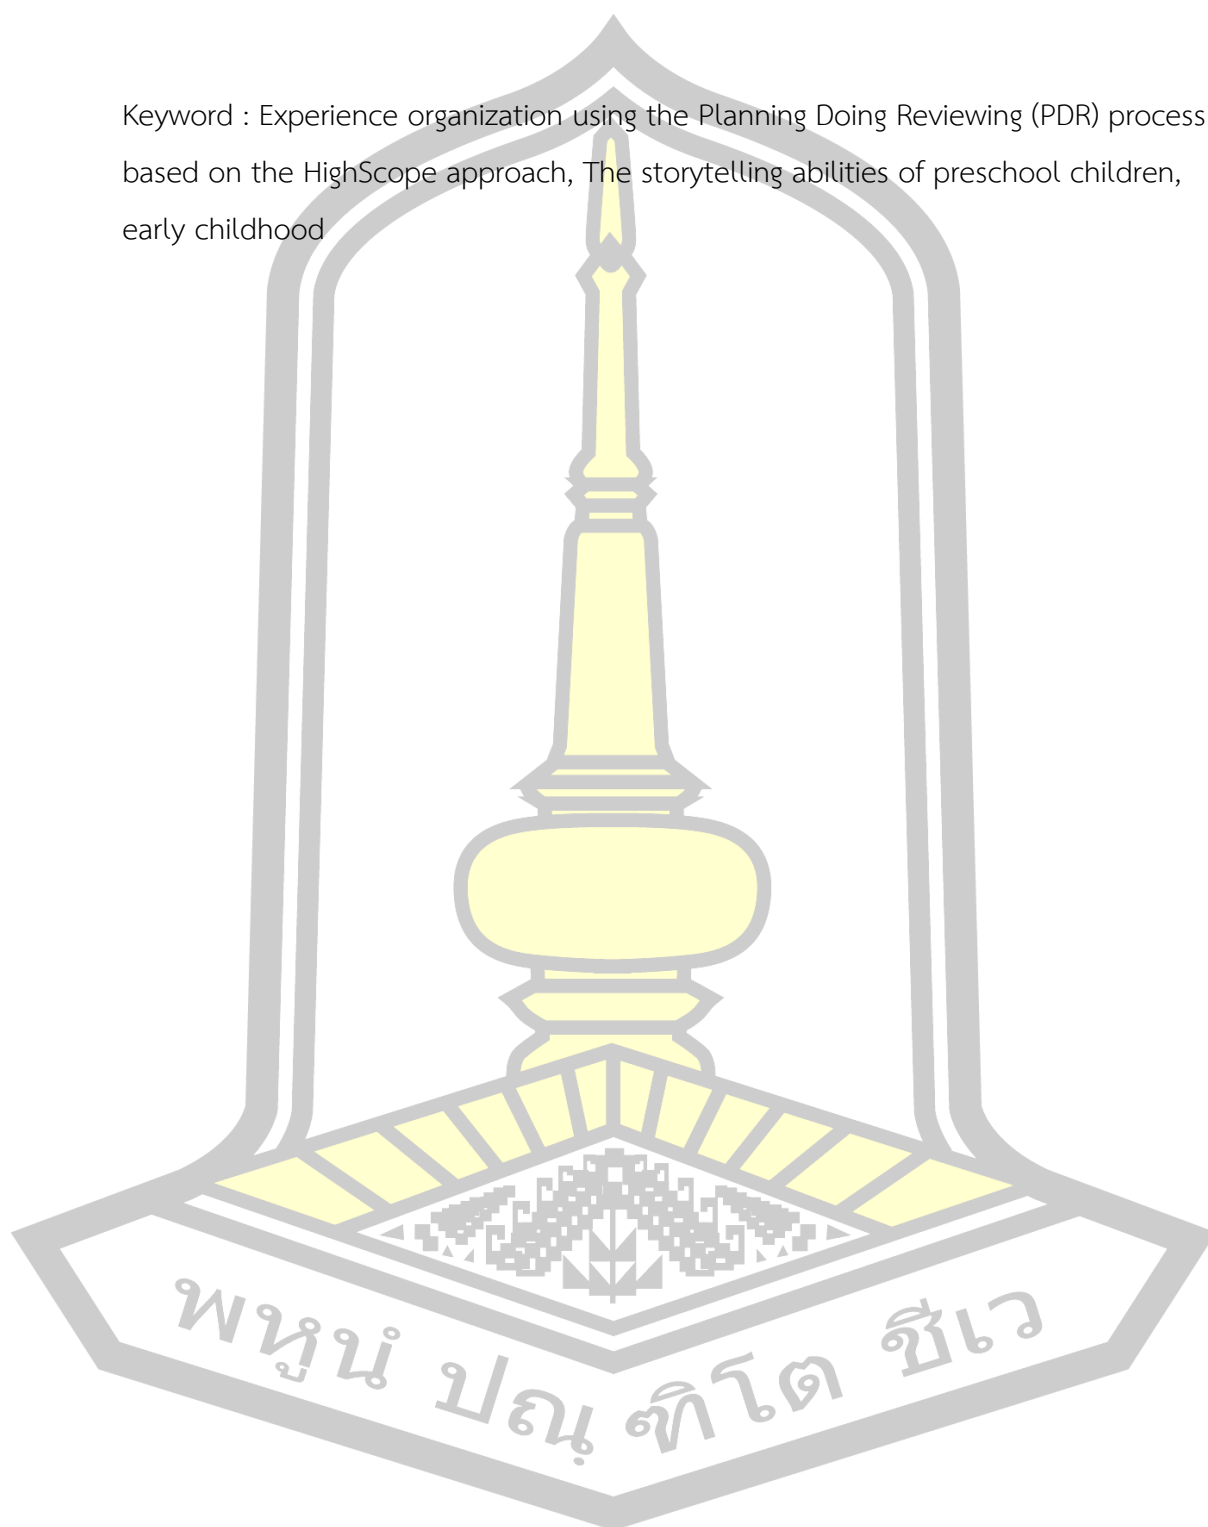 Keyword : Experience organization using the Planning Doing Reviewing (PDR) process
based on the HighScope approach, The storytelling abilities of preschool children,
early childhood
พหูนํ ปณฺฑิโต ชีเว